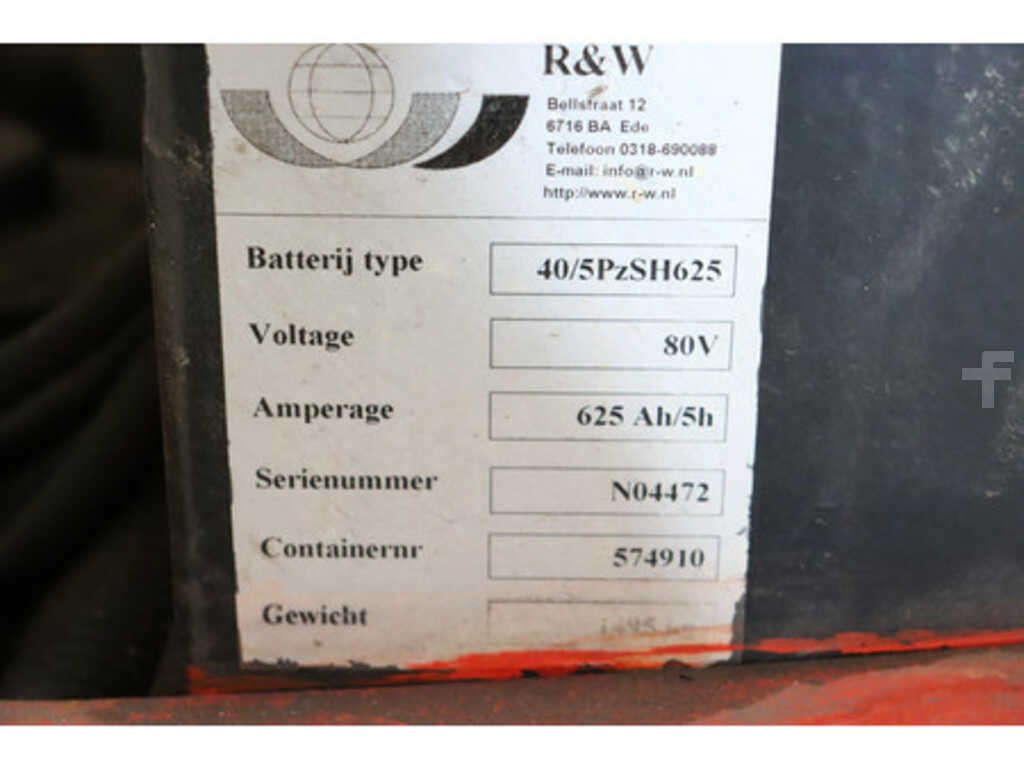 R&W
Bellstraat 12
6716 BA Ede
Telefoon 0318-690088
E-mail: info@r-w.nl
http://www.r-w.nl
Batterij type 40/5PzSH625
Voltage 80V
Amperage 625 Ah/5h
Serienummer N04472
Containernr 574910
Gewicht